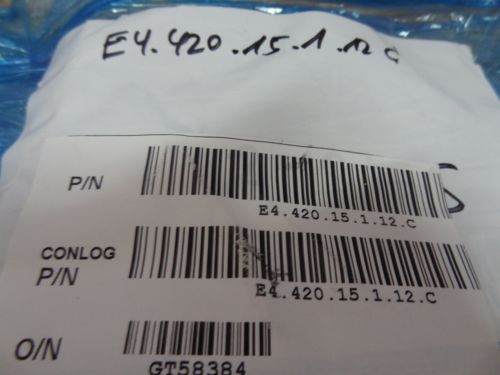 E4.420.15.1.12 C
P/N
E4.420.15.1.12.C
CONLOG
P/N
E4.420.15.1.12.C
O/N
GT58384